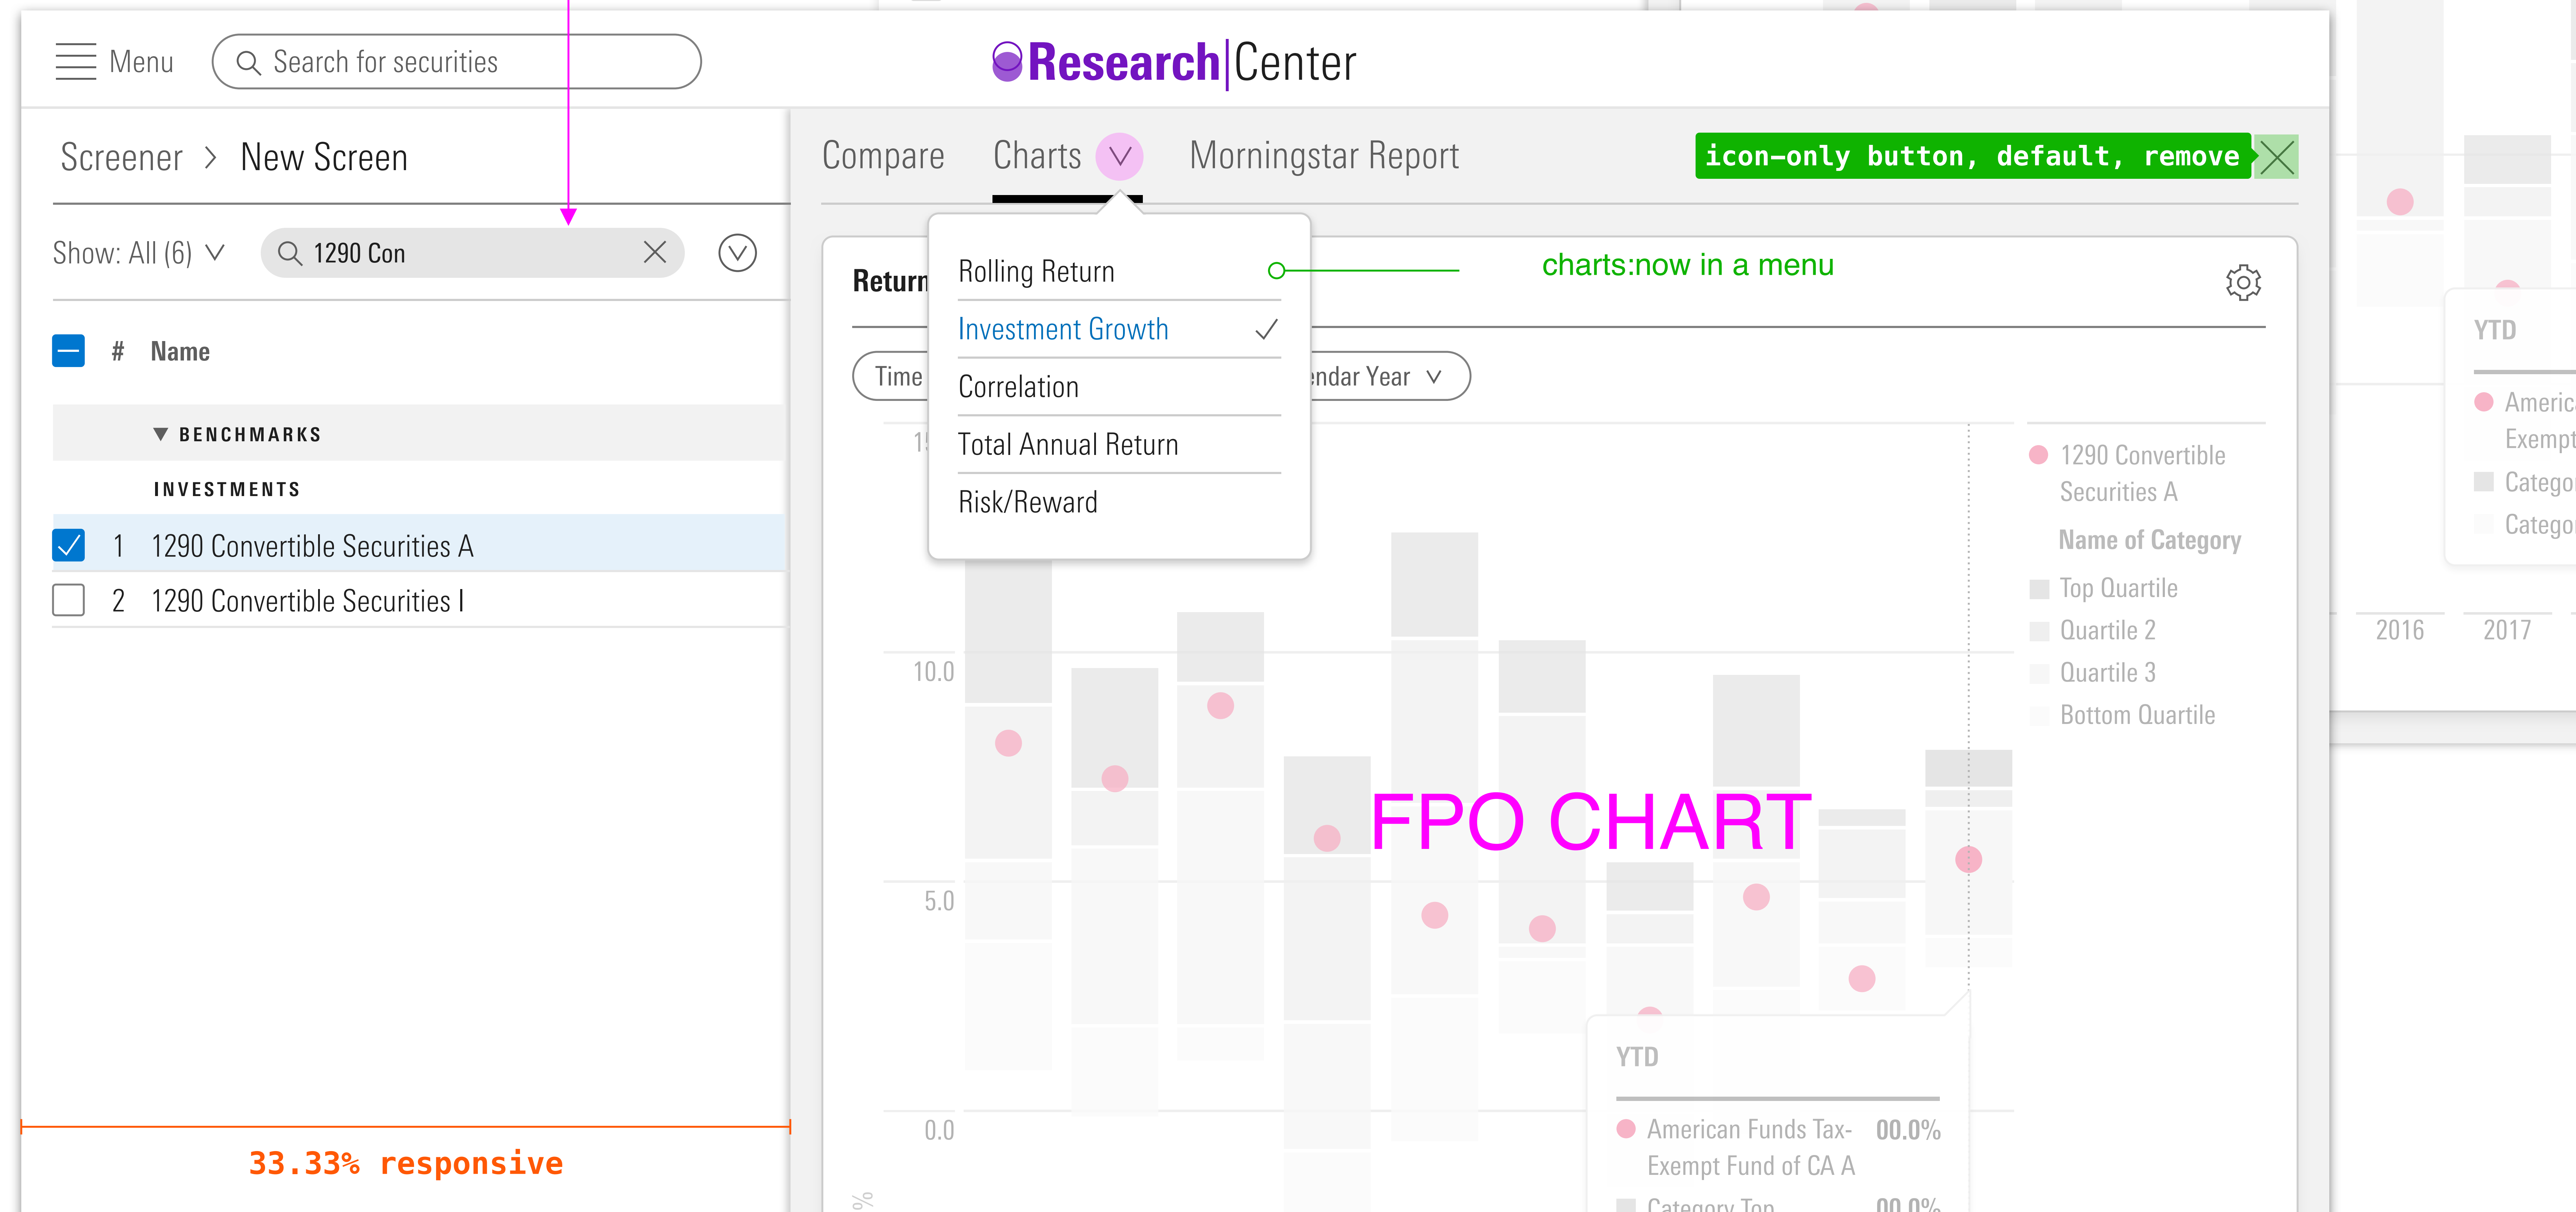 Menu
Search for securities
Research|Center
Screener > New Screen
Show: All (6)
1290 Con
# Name
BENCHMARKS
INVESTMENTS
1 1290 Convertible Securities A
2 1290 Convertible Securities I
33.33% responsive
Compare Charts Morningstar Report
icon-only button, default, remove
Rolling Return
Investment Growth
Correlation
Total Annual Return
Risk/Reward
charts:now in a menu
Return
Time
endar Year
10.0
5.0
0.0
%
FPO CHART
1290 Convertible
Securities A
Name of Category
Top Quartile
Quartile 2
Quartile 3
Bottom Quartile
YTD
American Funds Tax- 00.0%
Exempt Fund of CA A
Category Top 00.0%
YTD
Americ
Exempt
Catego
Catego
2016 2017